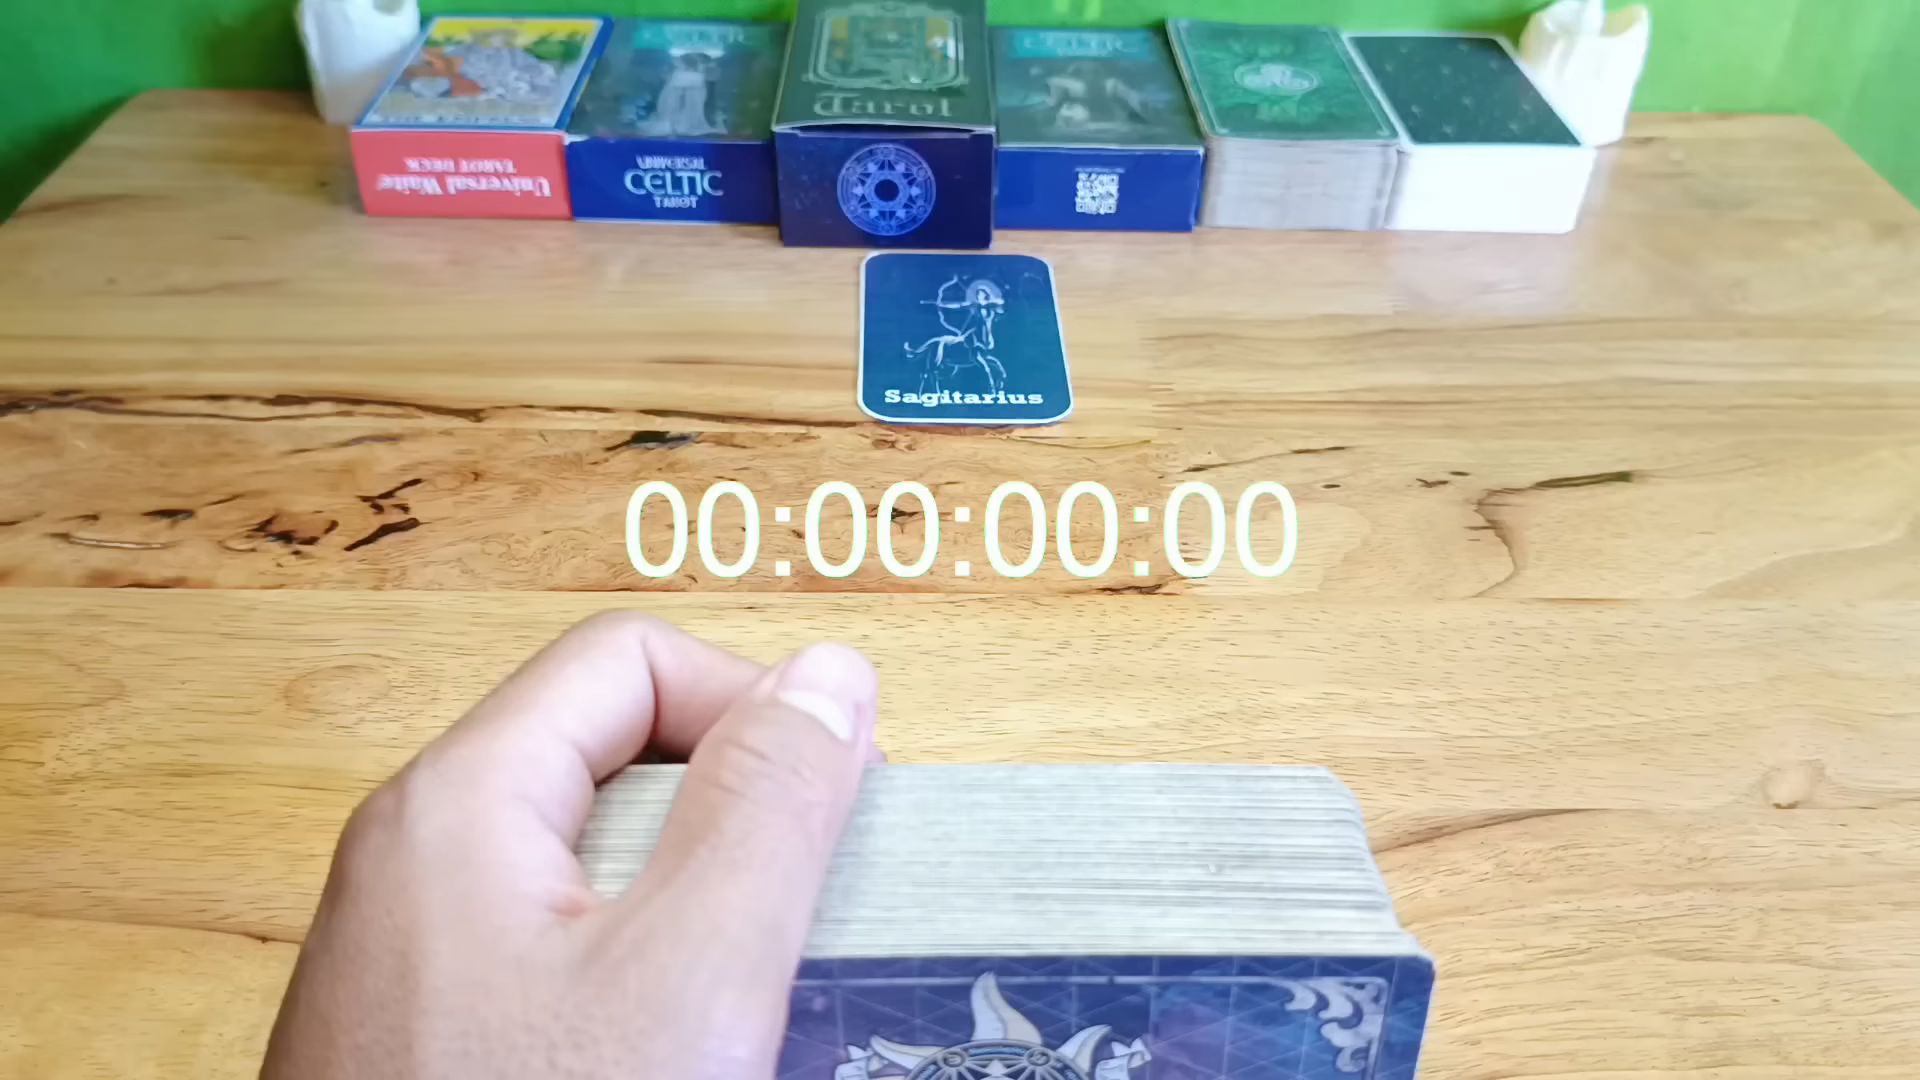 Tarot
Universal Waite
TAROT DECK
UNIVERSAL
CELTIC
TAROT
Sagitarius
00:00:00:00